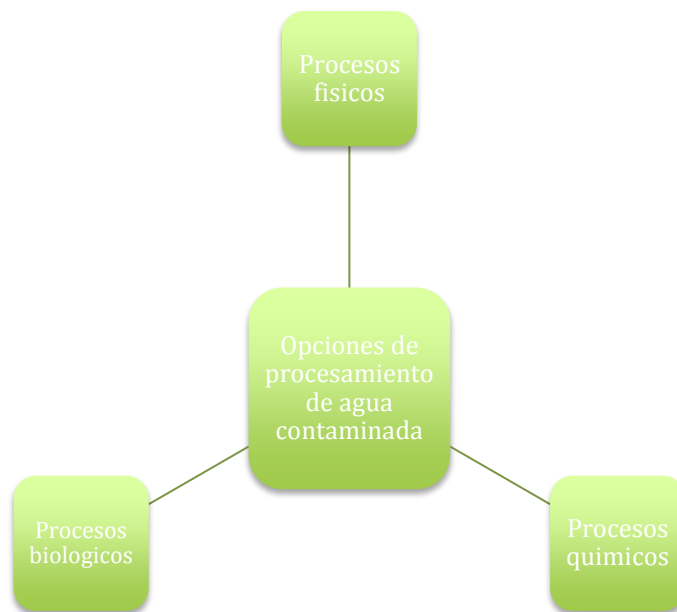 Procesos
fisicos
Opciones de
procesamiento
de agua
contaminada
Procesos
biologicos
Procesos
quimicos